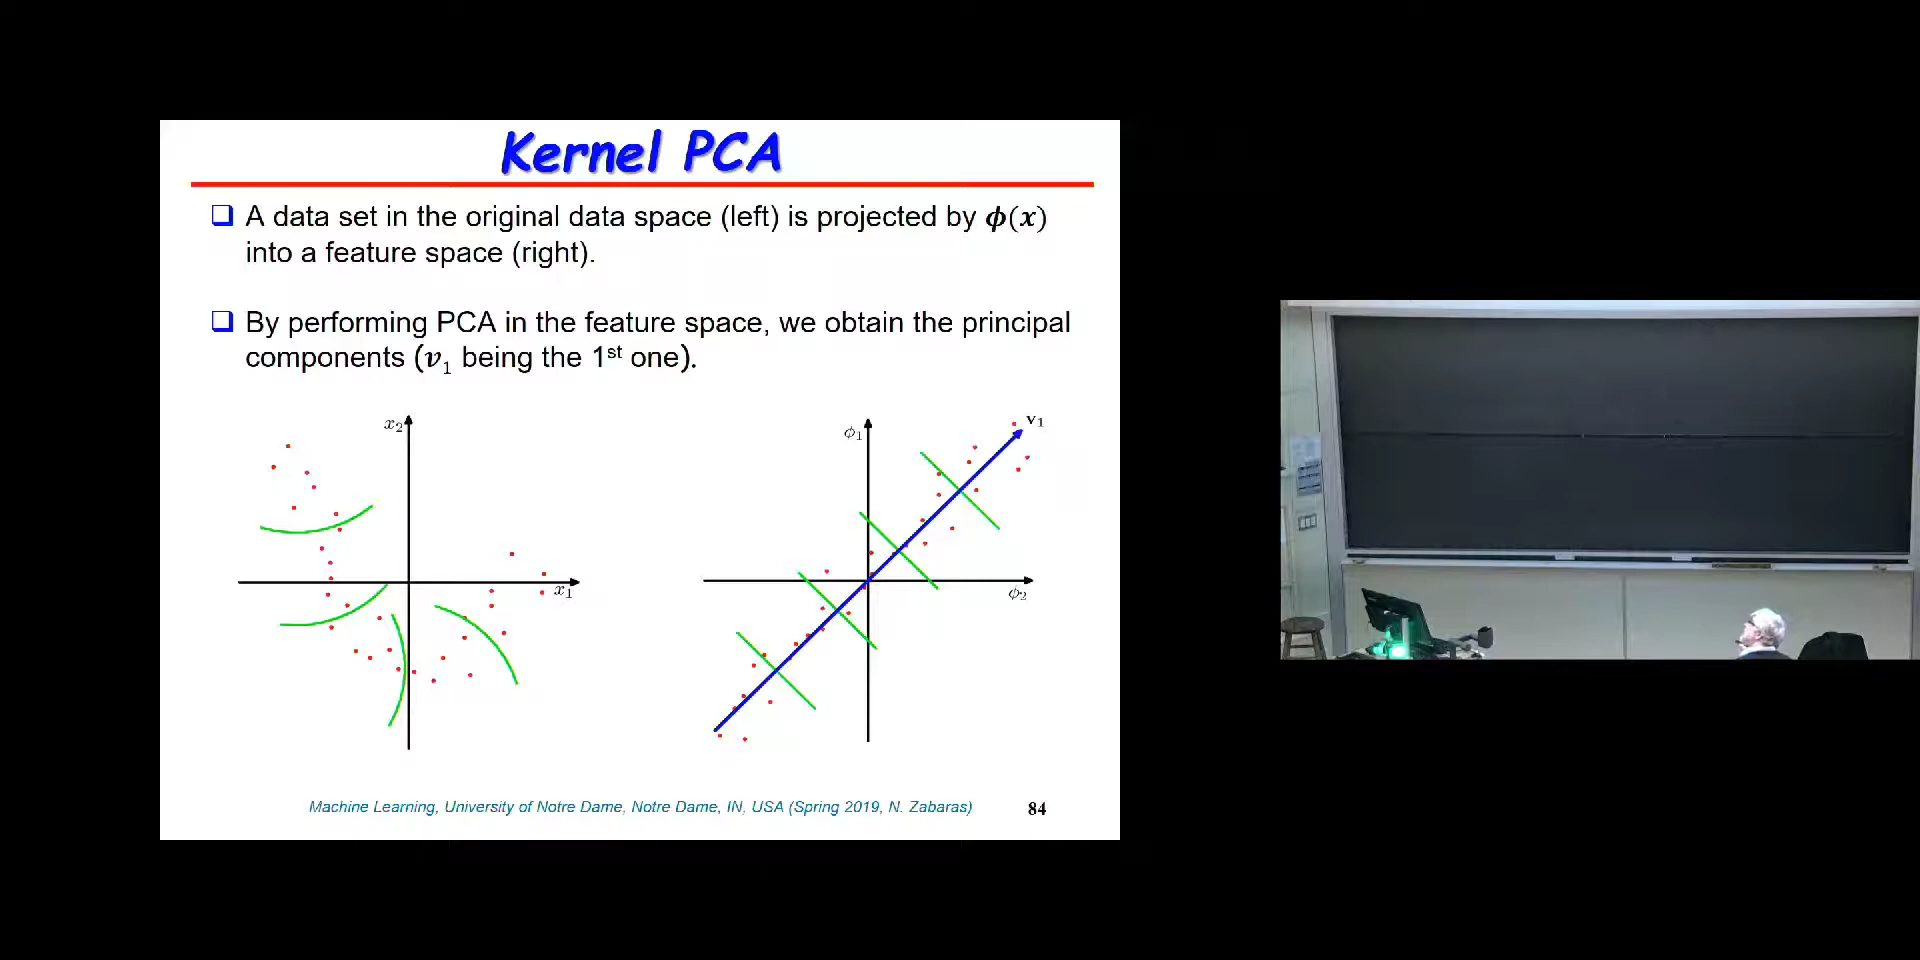 Kernel PCA
❑ A data set in the original data space (left) is projected by ϕ(x)
into a feature space (right).
❑ By performing PCA in the feature space, we obtain the principal
components (v₁ being the 1ˢᵗ one).
x₂
x₁
ϕ₁
v₁
ϕ₂
Machine Learning, University of Notre Dame, Notre Dame, IN, USA (Spring 2019, N. Zabaras)
84